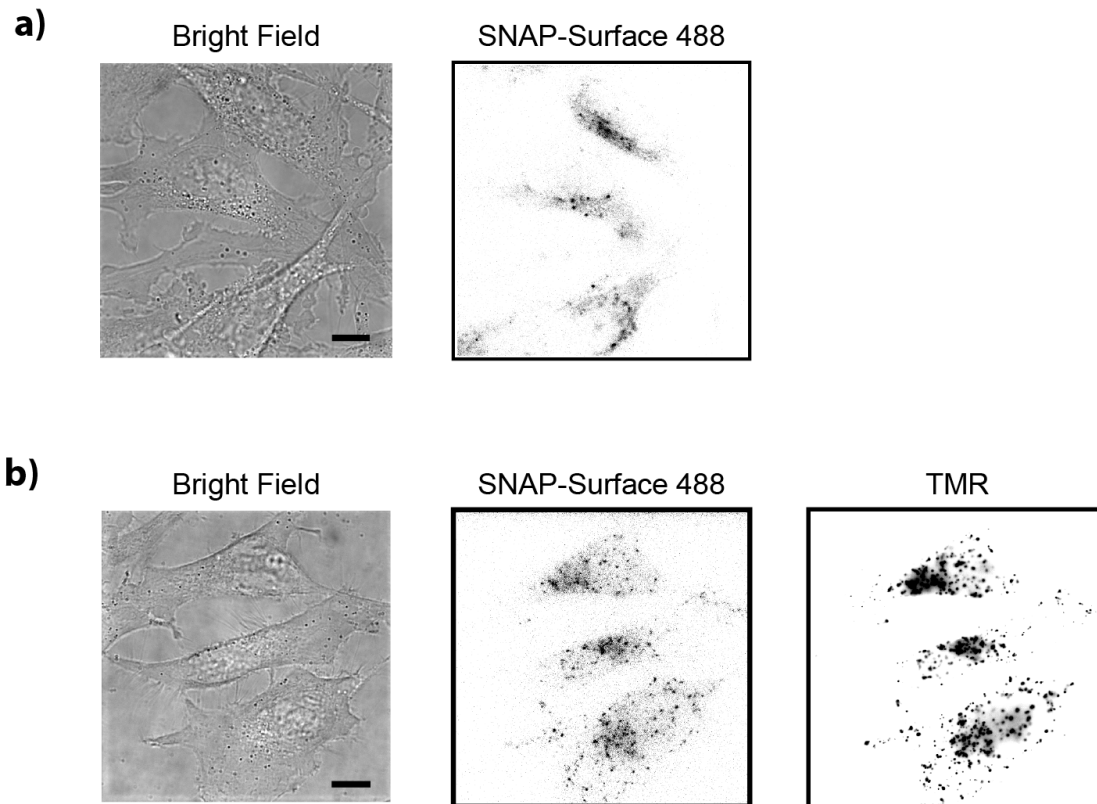 a)
Bright Field
SNAP-Surface 488
b)
Bright Field
SNAP-Surface 488
TMR